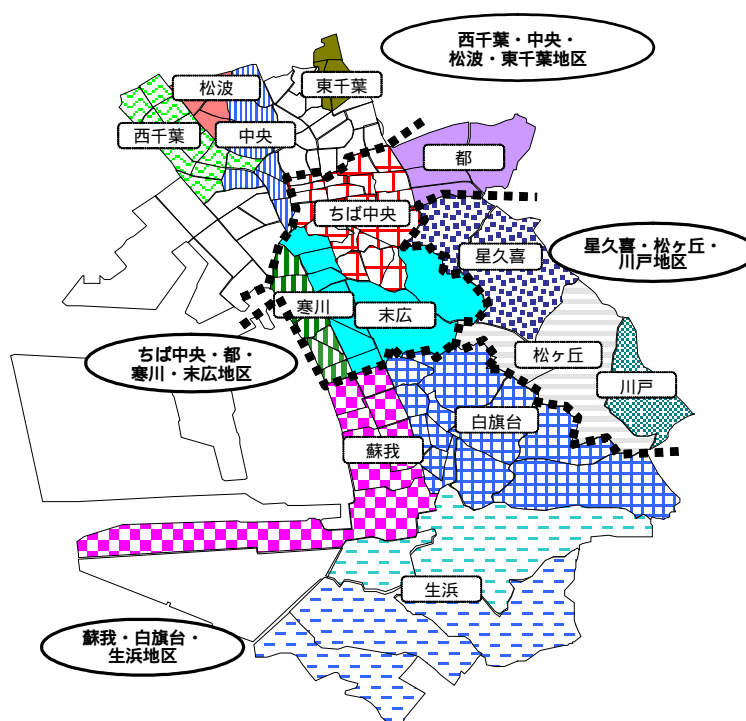 西千葉・中央・
松波・東千葉地区
松波
東千葉
西千葉
中央
都
ちば中央
星久喜
星久喜・松ヶ丘・
川戸地区
寒川
末広
ちば中央・都・
寒川・末広地区
松ヶ丘
川戸
白旗台
蘇我
生浜
蘇我・白旗台・
生浜地区